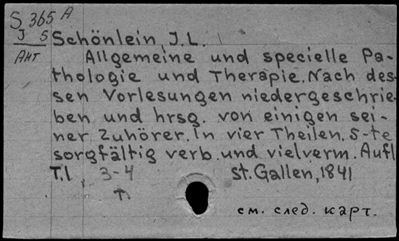 S 365 A
J 5
Ант
Schönlein, J.L.
Allgemeine und specielle Pa-
thologie und Therapie. Nach des-
sen Vorlesungen niedergeschrie-
ben und hrsg. von einigen sei-
ner Zuhörer. In vier Theilen. 5-te
sorgfältig verb. und vielverm. Aufl
T.1 3-4 St. Gallen, 1841
см. след. карт.